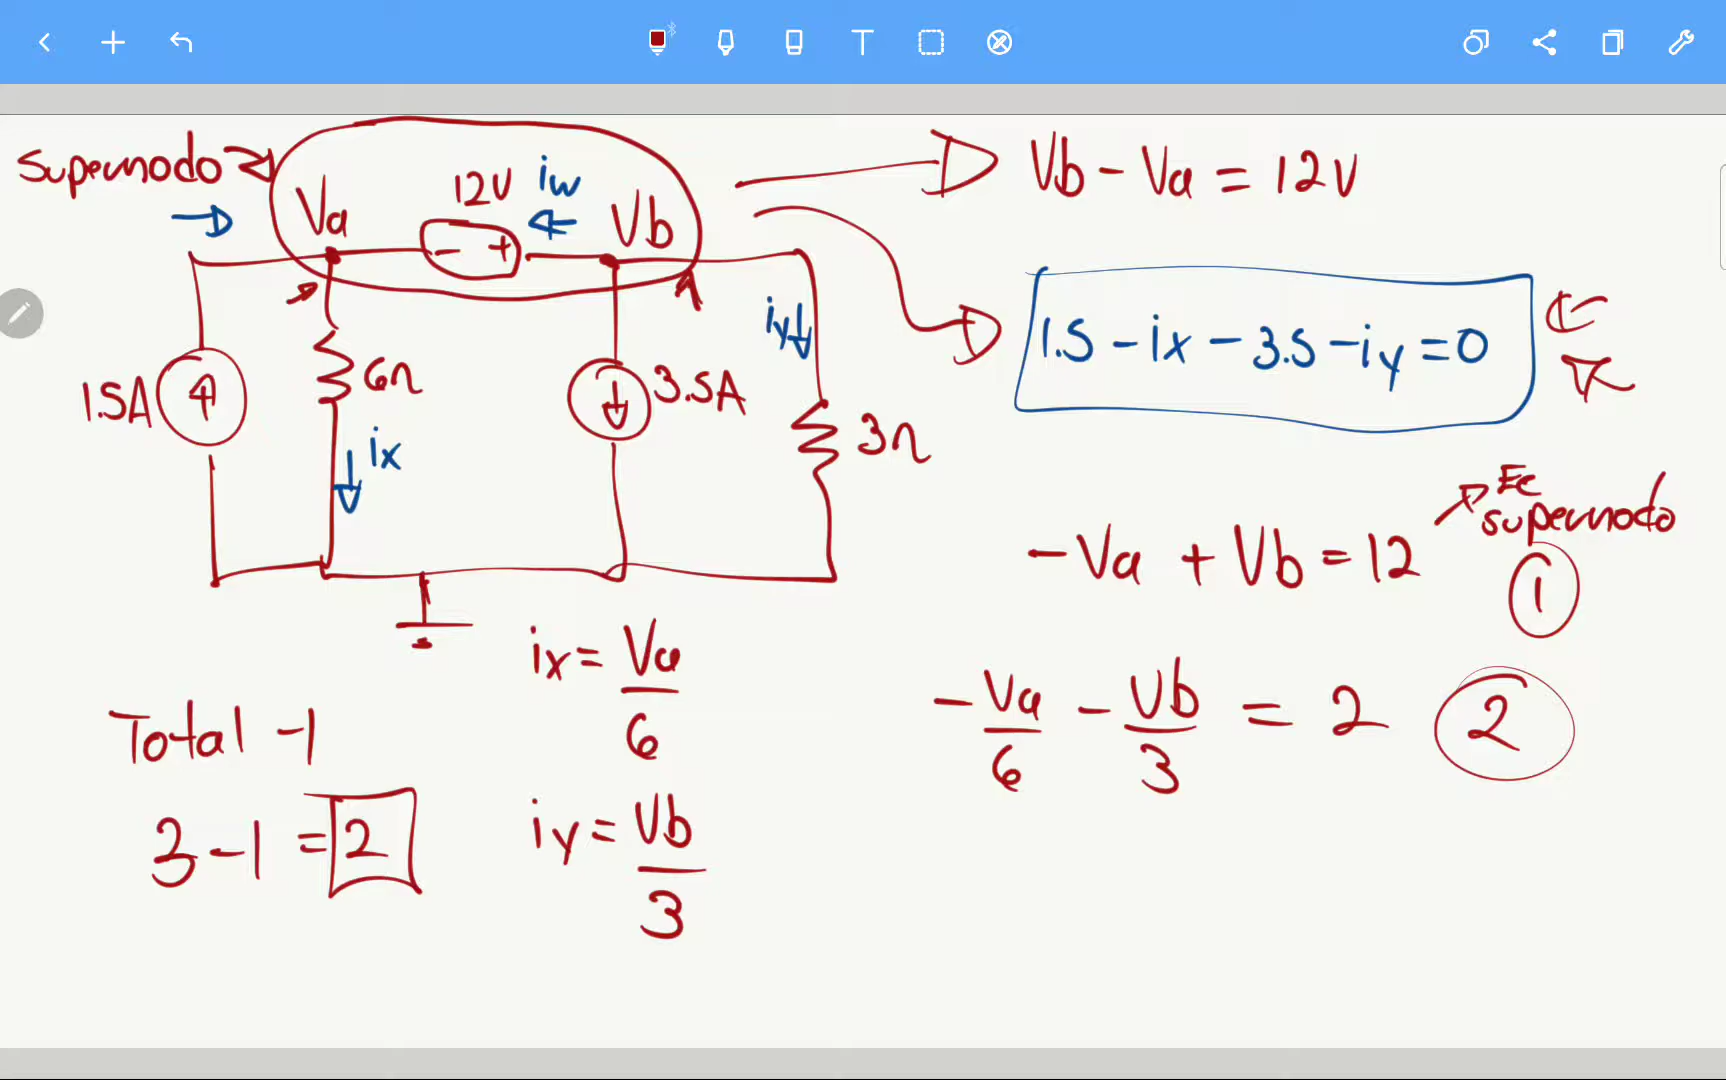 Supernodo
Va
12V
iw
Vb
- +
1.5A
6Ω
ix
3.5A
iy
3Ω
Vb - Va = 12V
1.5 - ix - 3.5 - iy = 0
Ec
supernodo
-Va + Vb = 12
1
-Va/6 - Vb/3 = 2
2
ix = Va/6
iy = Vb/3
Total - 1
3 - 1 = 2
T